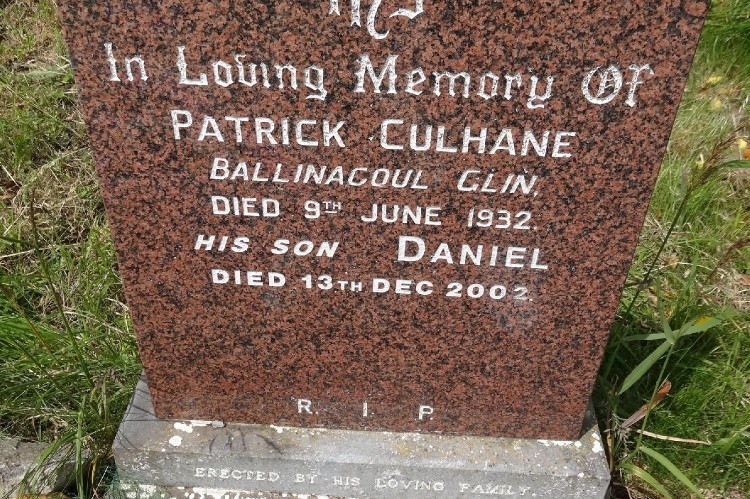 In Loving Memory Of
PATRICK CULHANE
BALLINAGOUL GLIN,
DIED 9TH JUNE 1932.
HIS SON DANIEL
DIED 13TH DEC 2002.
R. I. P.
ERECTED BY HIS LOVING FAMILY.